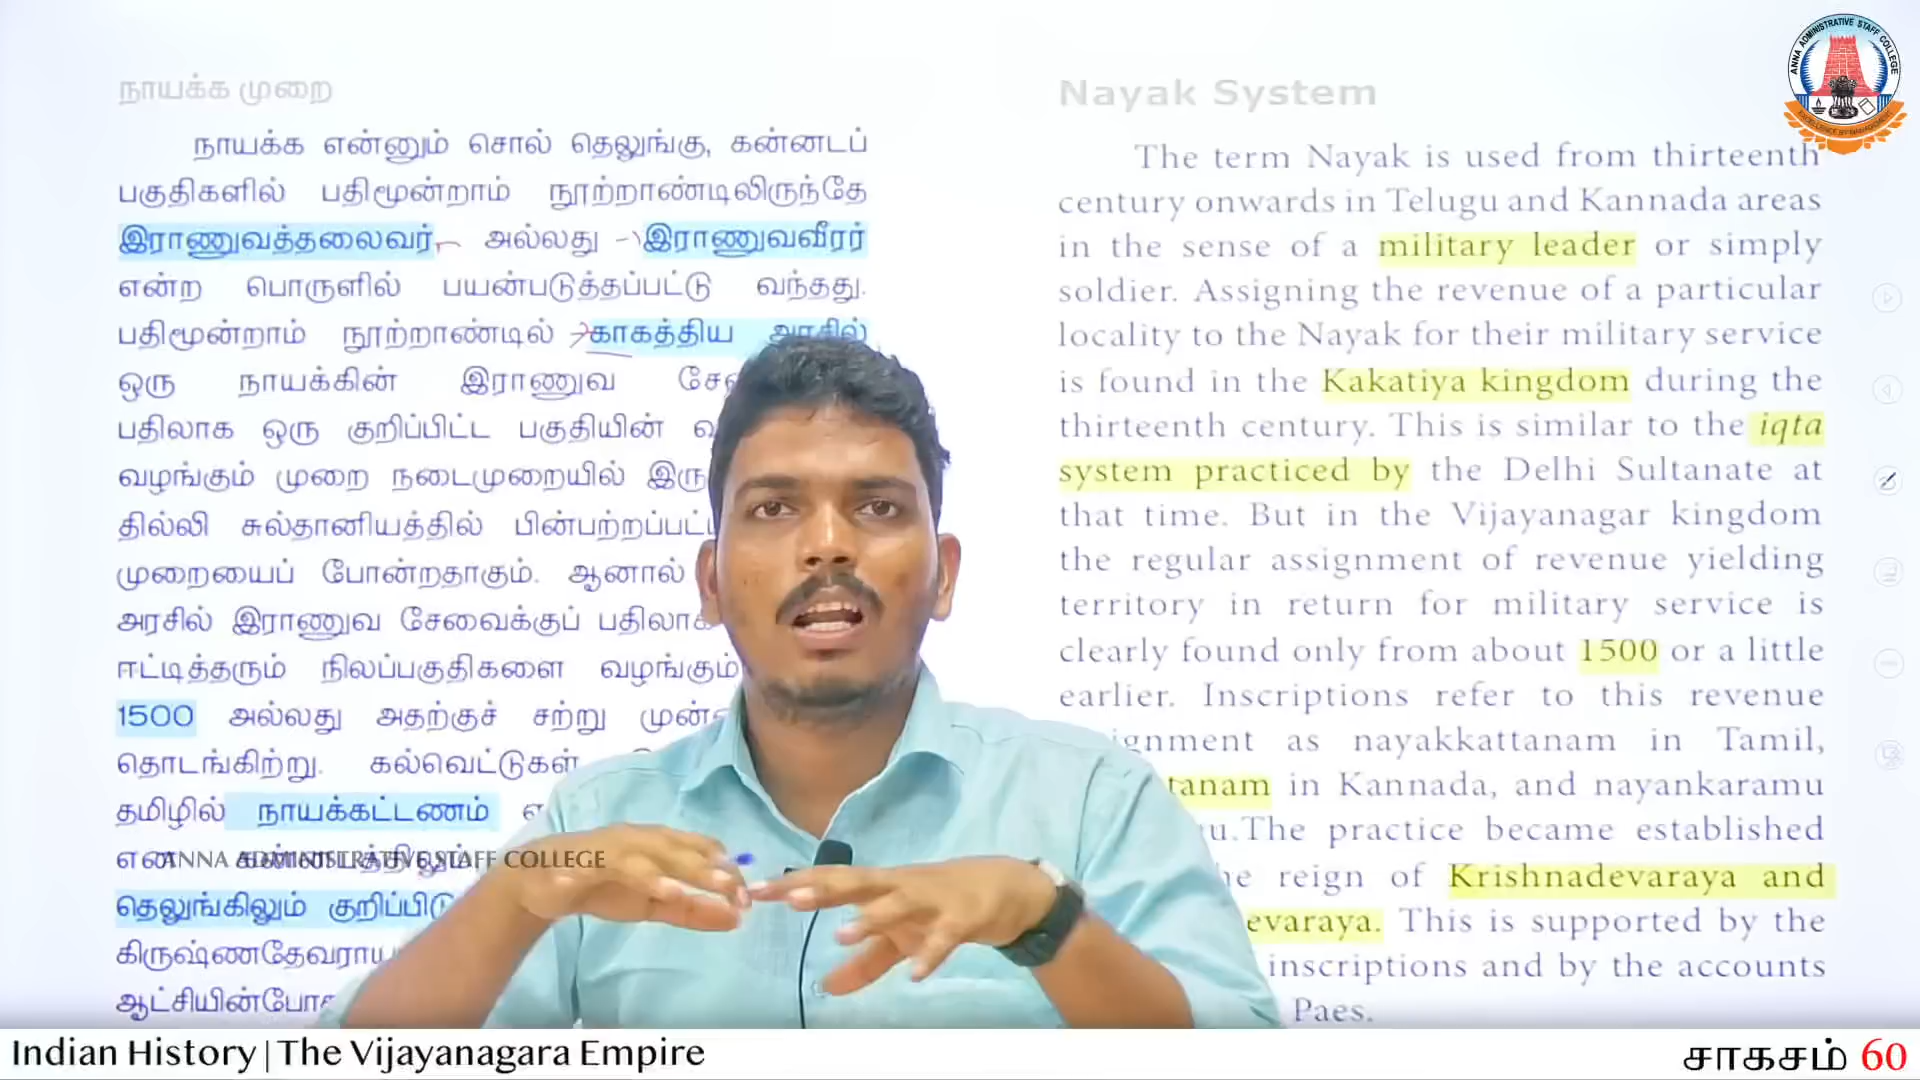 நாயக்க முறை
நாயக்க என்னும் சொல் தெலுங்கு, கன்னடப்
பகுதிகளில் பதிமூன்றாம் நூற்றாண்டிலிருந்தே
இராணுவத்தலைவர் அல்லது இராணுவவீரர்
என்ற பொருளில் பயன்படுத்தப்பட்டு வந்தது.
பதிமூன்றாம் நூற்றாண்டில் காகத்திய அரசில்
ஒரு நாயக்கின் இராணுவ
பதிலாக ஒரு குறிப்பிட்ட பகுதியின்
வழங்கும் முறை நடைமுறையில்
தில்லி சுல்தானியத்தில்
முறையைப் போன்றதாகும். ஆனால்
அரசில் இராணுவ சேவைக்குப்
ஈட்டித்தரும் நிலப்பகுதிகளை வழங்கும்
1500 அல்லது அதற்குச் சற்று
தொடங்கிற்று. கல்வெட்டுகள்
தமிழில் நாயக்கட்டணம்
தெலுங்கிலும்
ANNA ADMINISTRATIVE STAFF COLLEGE
Nayak System
The term Nayak is used from thirteenth
century onwards in Telugu and Kannada areas
in the sense of a military leader or simply
soldier. Assigning the revenue of a particular
locality to the Nayak for their military service
is found in the Kakatiya kingdom during the
thirteenth century. This is similar to the iqta
system practiced by the Delhi Sultanate at
that time. But in the Vijayanagar kingdom
the regular assignment of revenue yielding
territory in return for military service is
clearly found only from about 1500 or a little
earlier. Inscriptions refer to this revenue
as nayakkattanam in Tamil,
in Kannada, and nayankaramu
The practice became established
reign of Krishnadevaraya and
This is supported by the
inscriptions and by the accounts
Paes.
ANNA ADMINISTRATIVE STAFF COLLEGE
Indian History | The Vijayanagara Empire
சாகசம் 60